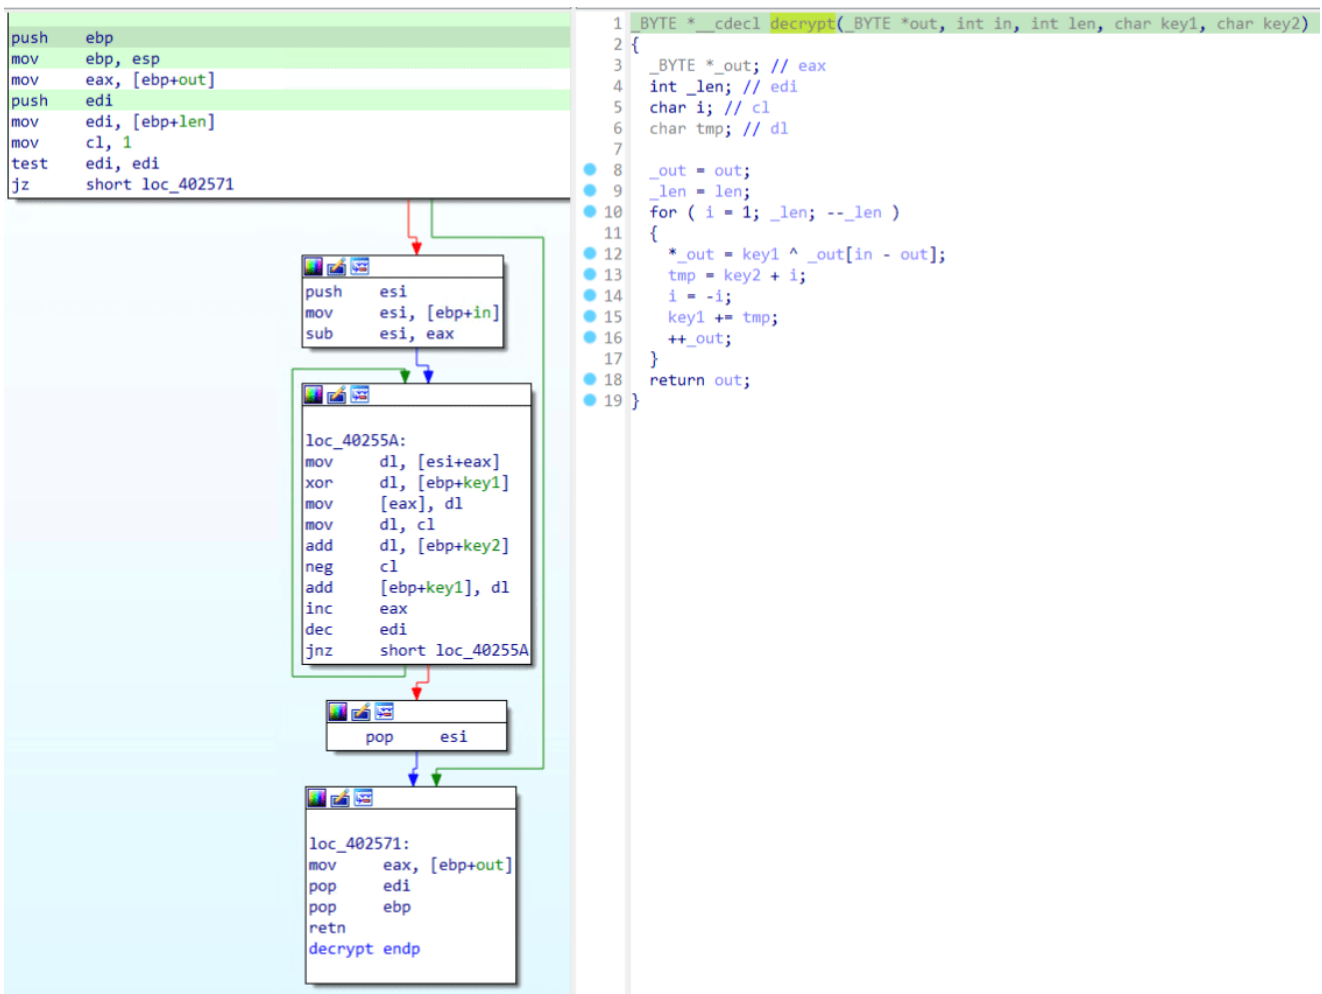 push ebp
mov ebp, esp
mov eax, [ebp+out]
push edi
mov edi, [ebp+len]
mov cl, 1
test edi, edi
jz short loc_402571
push esi
mov esi, [ebp+in]
sub esi, eax
loc_40255A:
mov dl, [esi+eax]
xor dl, [ebp+key1]
mov [eax], dl
mov dl, cl
add dl, [ebp+key2]
neg cl
add [ebp+key1], dl
inc eax
dec edi
jnz short loc_40255A
pop esi
loc_402571:
mov eax, [ebp+out]
pop edi
pop ebp
retn
decrypt endp
1 _BYTE *__cdecl decrypt(_BYTE *out, int in, int len, char key1, char key2)
2 {
3 _BYTE *_out; // eax
4 int _len; // edi
5 char i; // cl
6 char tmp; // dl
7
8 _out = out;
9 _len = len;
10 for ( i = 1; _len; --_len )
11 {
12 *_out = key1 ^ _out[in - out];
13 tmp = key2 + i;
14 i = -i;
15 key1 += tmp;
16 ++_out;
17 }
18 return out;
19 }